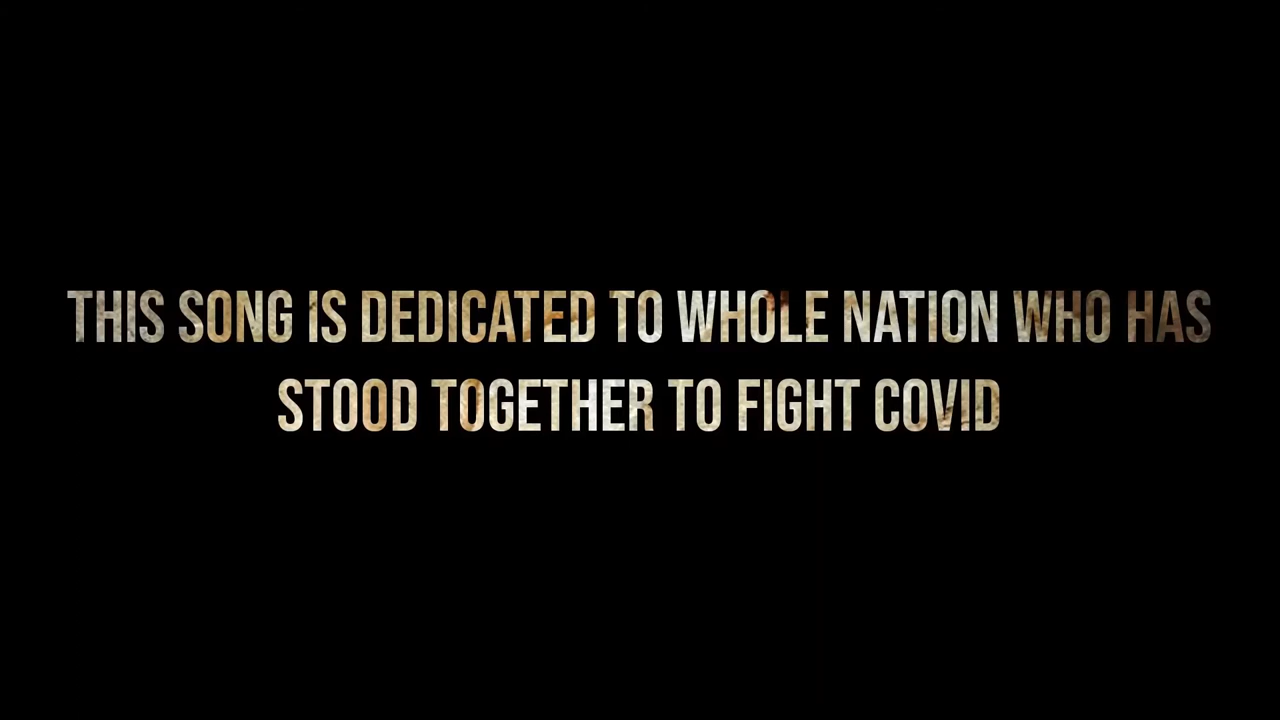 THIS SONG IS DEDICATED TO WHOLE NATION WHO HAS
STOOD TOGETHER TO FIGHT COVID